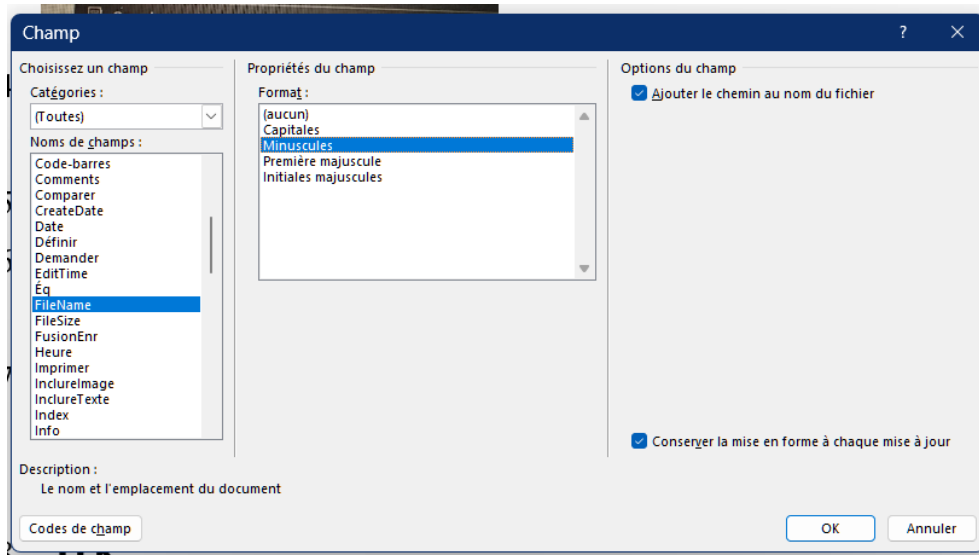 Champ
Choisissez un champ
Catégories :
(Toutes)
Noms de champs :
Code-barres
Comments
Comparer
CreateDate
Date
Définir
Demander
EditTime
Éq
FileName
FileSize
FusionEnr
Heure
Imprimer
InclureImage
InclureTexte
Index
Info
Propriétés du champ
Format :
(aucun)
Capitales
Minuscules
Première majuscule
Initiales majuscules
Options du champ
Ajouter le chemin au nom du fichier
Conserver la mise en forme à chaque mise à jour
Description :
Le nom et l'emplacement du document
Codes de champ
OK
Annuler